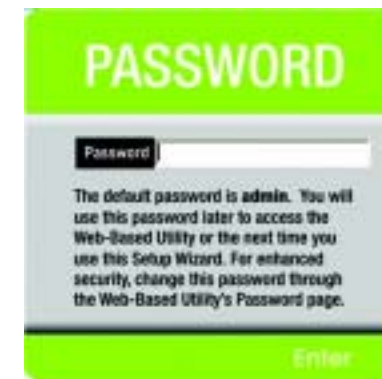 PASSWORD
Password
The default password is admin. You will
use this password later to access the
Web-Based Utility or the next time you
use this Setup Wizard. For enhanced
security, change this password through
the Web-Based Utility's Password page.
Enter